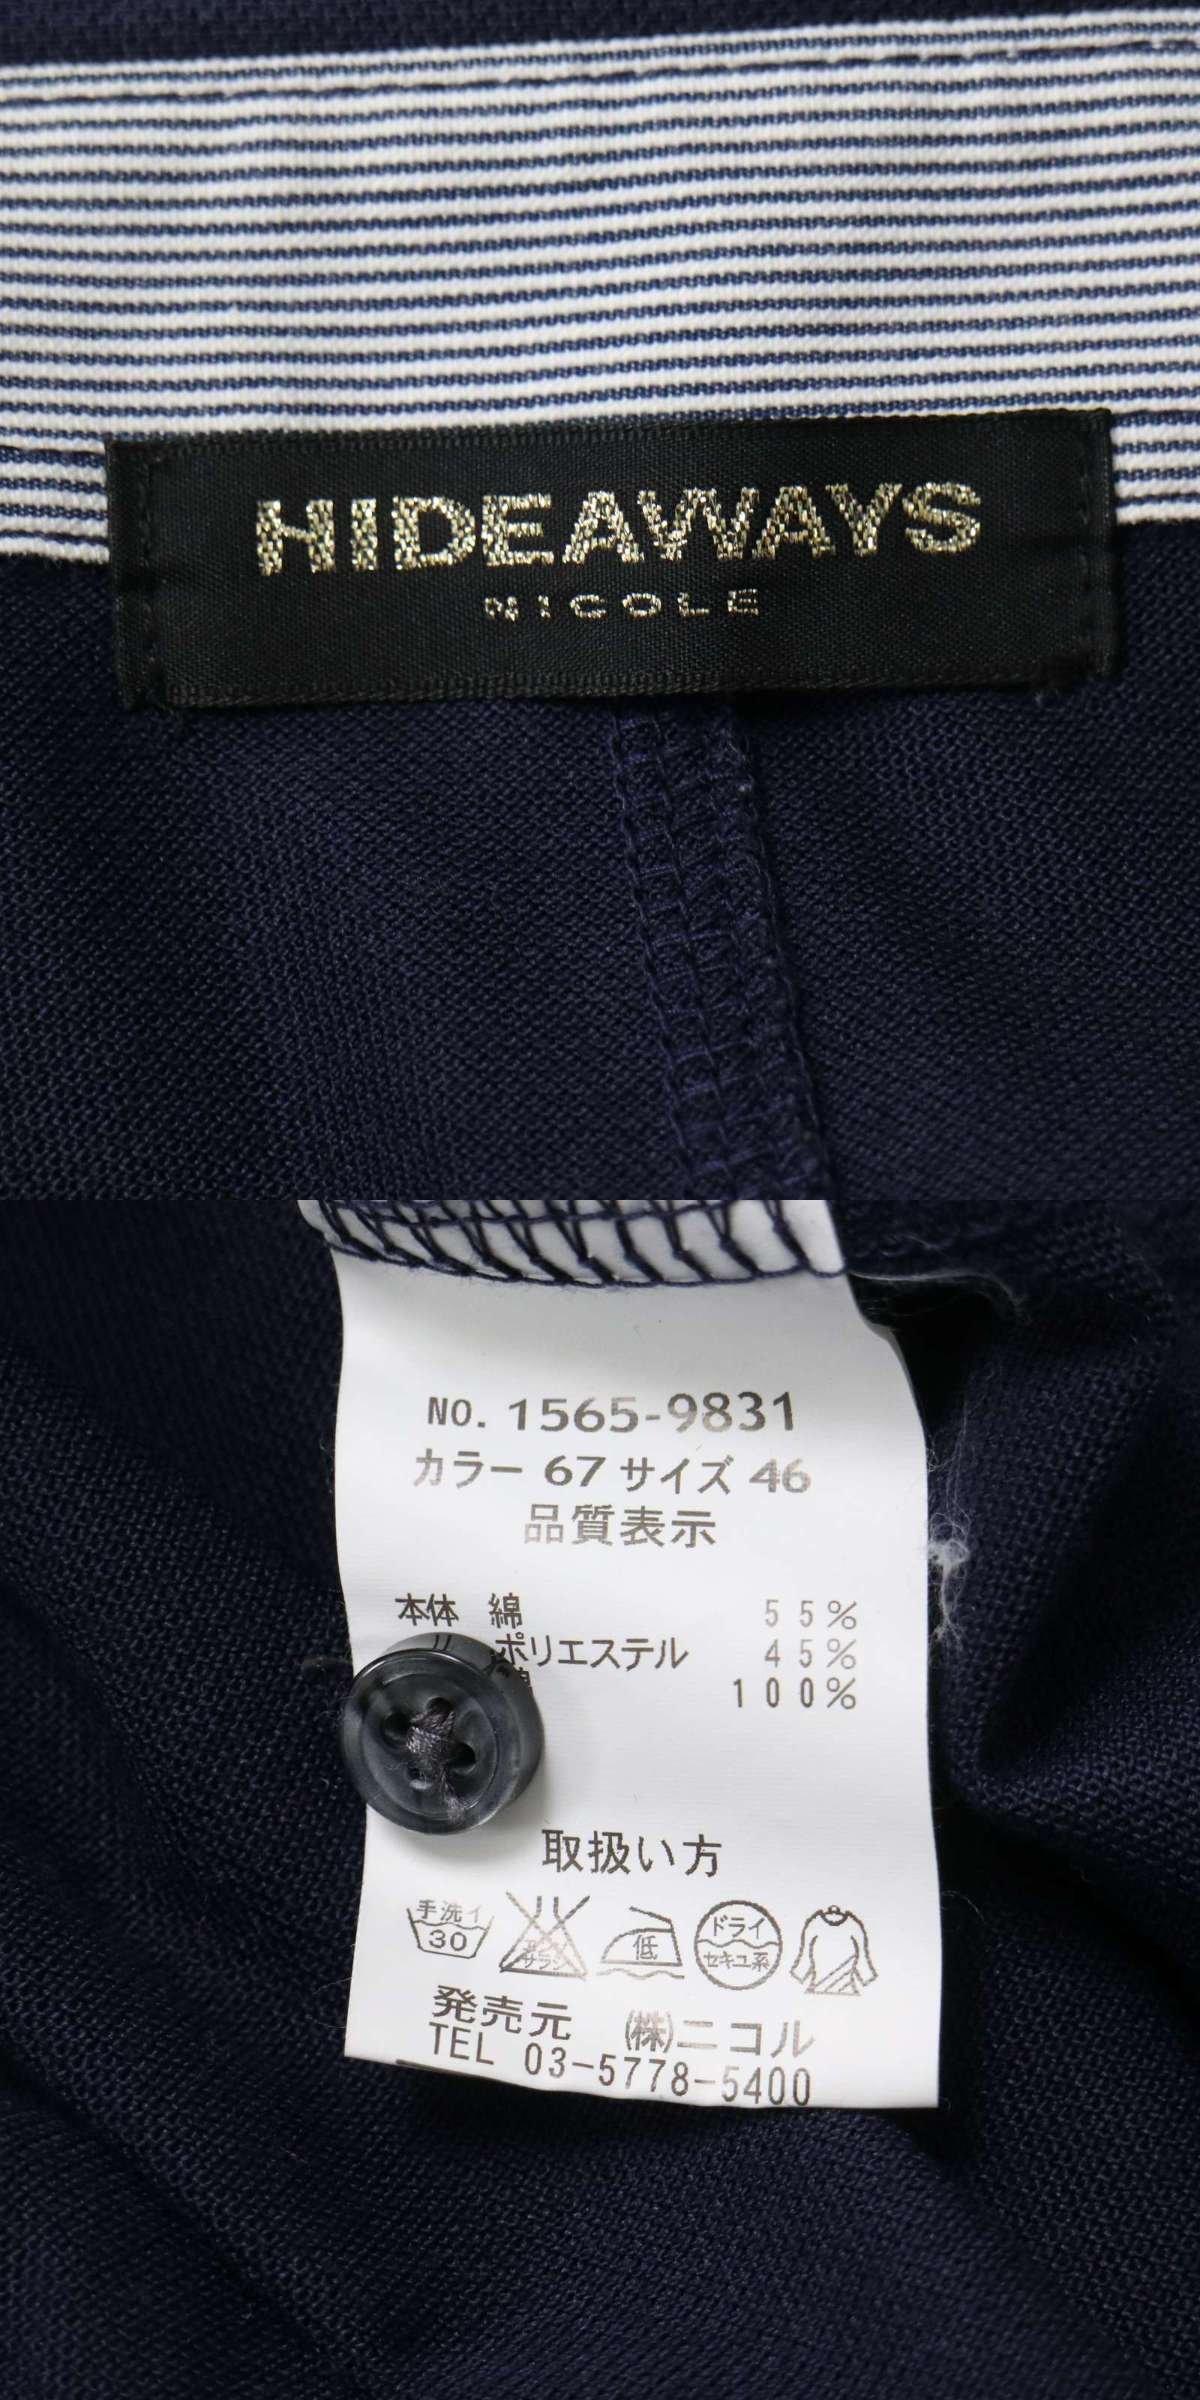 HIDEAWAYS
NICOLE
NO. 1565-9831
カラー 67 サイズ 46
品質表示
本体 綿 55%
〃 ポリエステル 45%
100%
取扱い方
手洗イ 30 低 ドライ セキユ系
発売元 ㈱ニコル
TEL 03-5778-5400